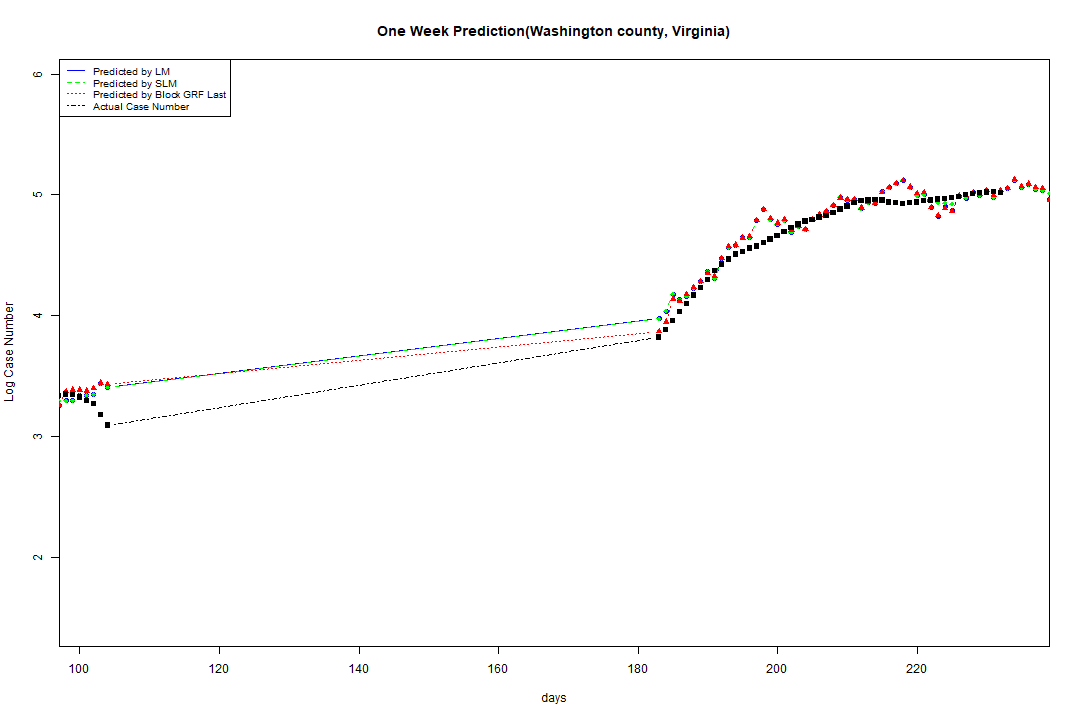 One Week Prediction(Washington county, Virginia)
Predicted by LM
Predicted by SLM
Predicted by Block GRF Last
Actual Case Number
6
5
4
3
2
Log Case Number
100 120 140 160 180 200 220
days